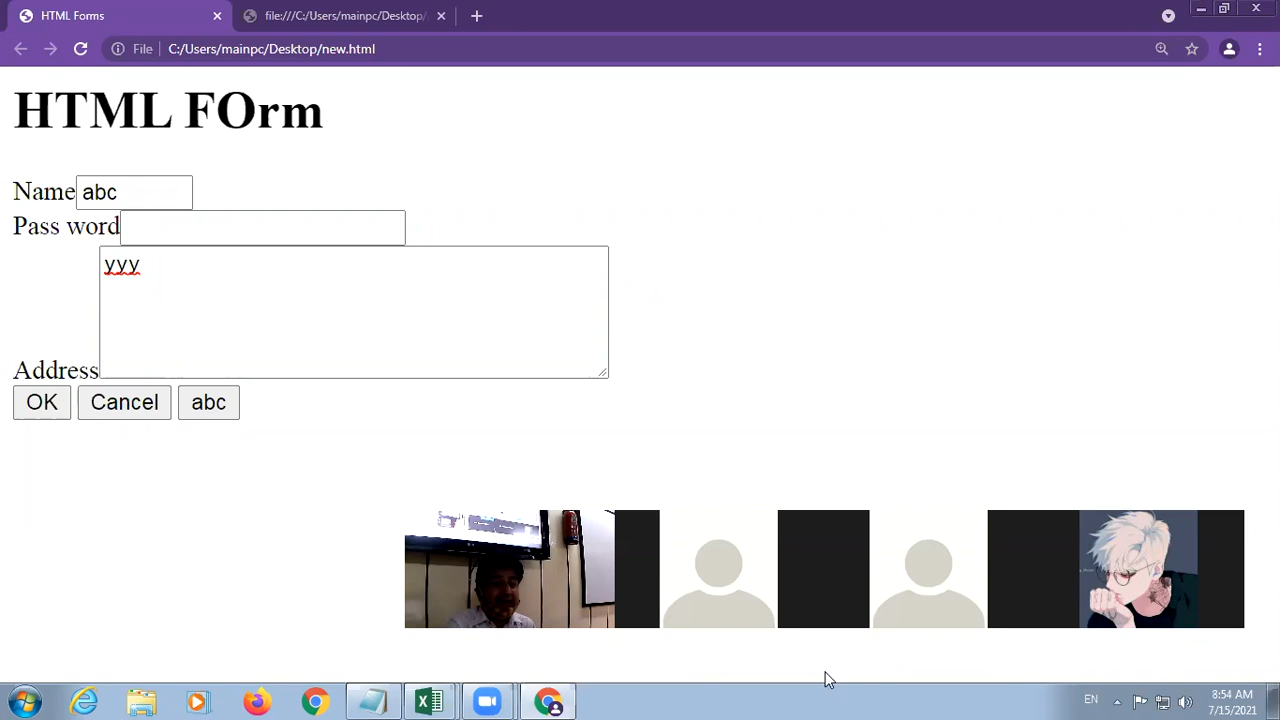 HTML Forms
file:///C:/Users/mainpc/Desktop/
File C:/Users/mainpc/Desktop/new.html
HTML FOrm
Name abc
Pass word
yyy
Address
OK Cancel abc
EN
8:54 AM
7/15/2021